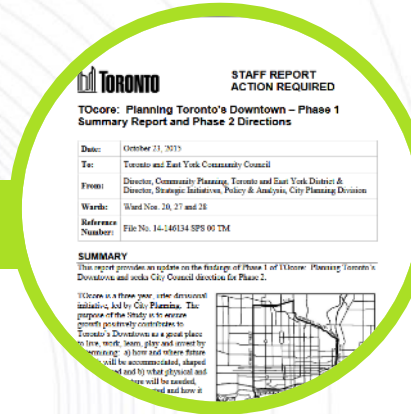 TORONTO
STAFF REPORT
ACTION REQUIRED
TOcore: Planning Toronto's Downtown – Phase 1
Summary Report and Phase 2 Directions
Date: October 23, 2015
To: Toronto and East York Community Council
From: Director, Community Planning, Toronto and East York District &
Director, Strategic Initiatives, Policy & Analysis, City Planning Division
Wards: Ward Nos. 20, 27 and 28
Reference
Number: File No. 14-146134 SPS 00 TM
SUMMARY
This report provides an update on the findings of Phase 1 of TOcore: Planning Toronto's
Downtown and seeks City Council direction for Phase 2.
TOcore is a three year, inter-divisional
initiative, led by City Planning. The
purpose of the Study is to ensure
growth positively contributes to
Toronto's Downtown as a great place
to live, work, learn, play and invest by
a) how and where future
will be accommodated, shaped
and b) what physical and
will be needed,
and how it